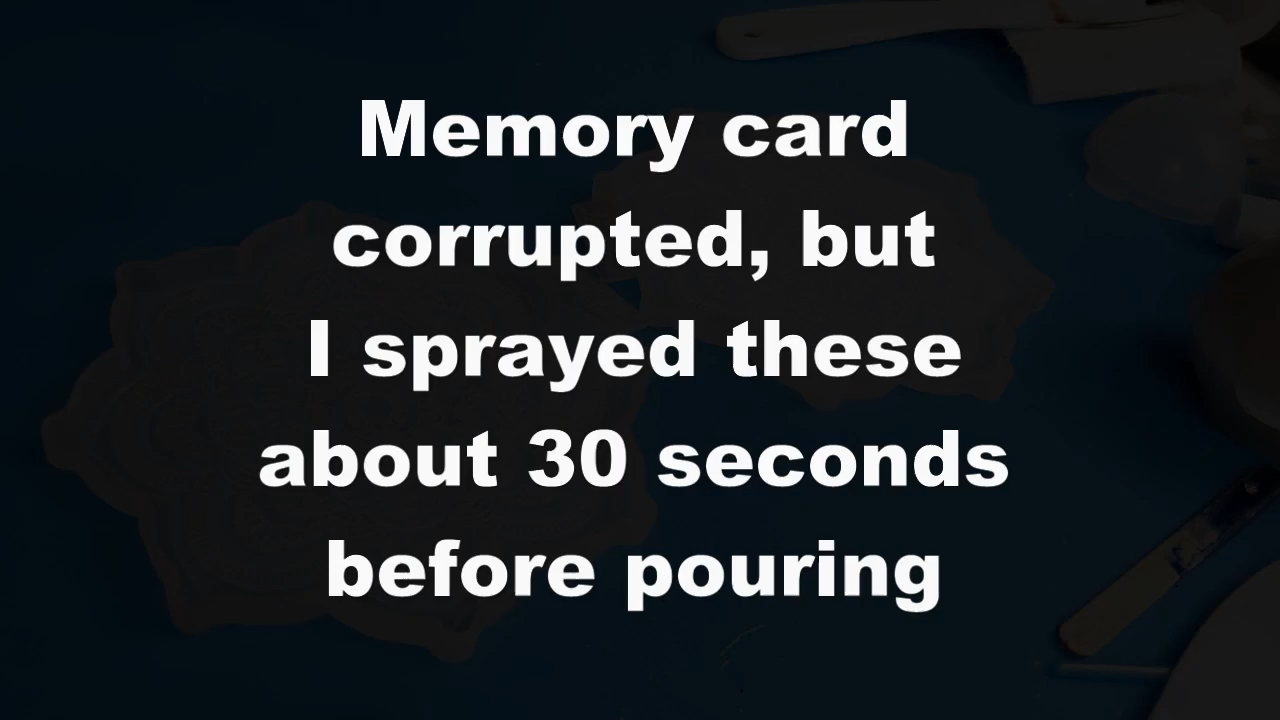 Memory card
corrupted, but
I sprayed these
about 30 seconds
before pouring